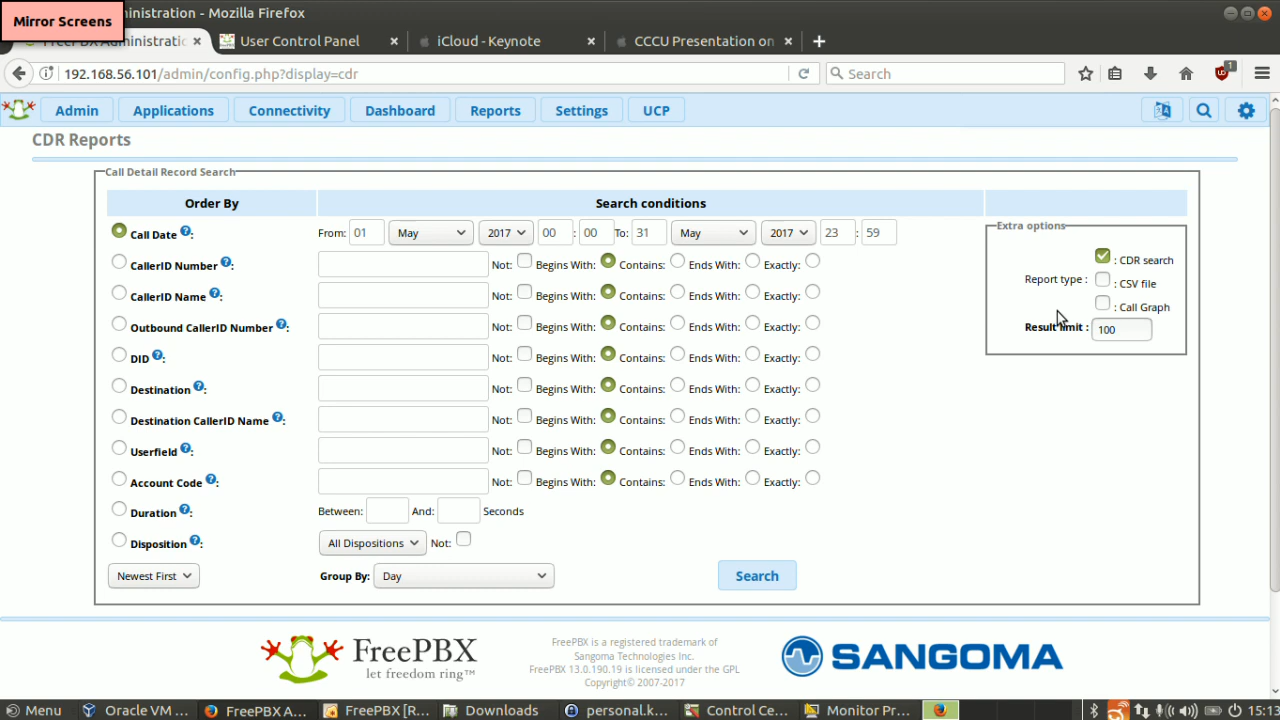 Mirror Screens
ministration - Mozilla Firefox
FreePBX Administratio
User Control Panel
iCloud - Keynote
CCCU Presentation on
192.168.56.101/admin/config.php?display=cdr
Search
1
Admin
Applications
Connectivity
Dashboard
Reports
Settings
UCP
CDR Reports
Call Detail Record Search
Order By
Search conditions
Call Date ?:
From: 01 May 2017 00 : 00 To: 31 May 2017 23 : 59
CallerID Number ?:
Not: Begins With: Contains: Ends With: Exactly:
CallerID Name ?:
Not: Begins With: Contains: Ends With: Exactly:
Outbound CallerID Number ?:
Not: Begins With: Contains: Ends With: Exactly:
DID ?:
Not: Begins With: Contains: Ends With: Exactly:
Destination ?:
Not: Begins With: Contains: Ends With: Exactly:
Destination CallerID Name ?:
Not: Begins With: Contains: Ends With: Exactly:
Userfield ?:
Not: Begins With: Contains: Ends With: Exactly:
Account Code ?:
Not: Begins With: Contains: Ends With: Exactly:
Duration ?:
Between: And: Seconds
Disposition ?:
All Dispositions Not:
Newest First
Group By: Day
Search
Extra options
: CDR search
Report type : : CSV file
: Call Graph
Result limit : 100
FreePBX
let freedom ring™
FreePBX is a registered trademark of
Sangoma Technologies Inc.
FreePBX 13.0.190.19 is licensed under the GPL
Copyright© 2007-2017
SANGOMA
Menu
Oracle VM ...
FreePBX A...
FreePBX [R...
Downloads
personal.k...
Control Ce...
Monitor Pr...
15:13